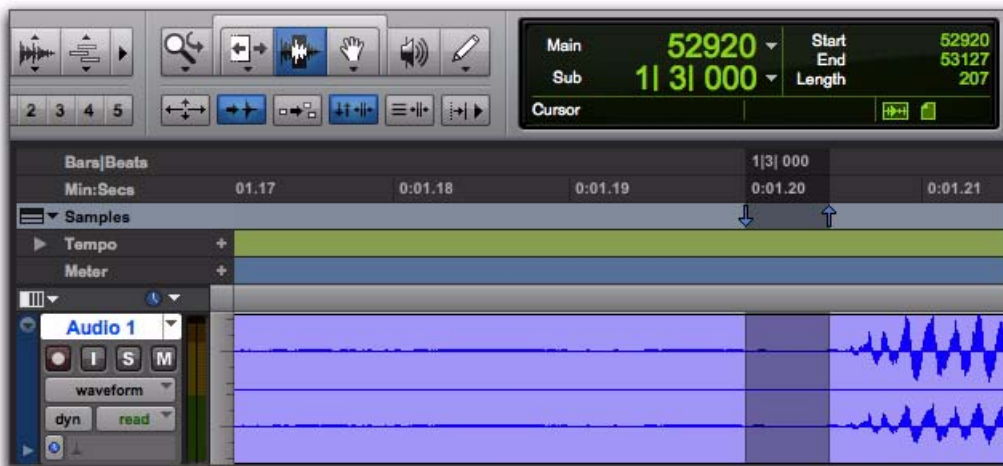 Main 52920 Start 52920
End 53127
Sub 1| 3| 000 Length 207
Cursor
2 3 4 5
Bars|Beats 1|3| 000
Min:Secs 01.17 0:01.18 0:01.19 0:01.20 0:01.21
Samples
Tempo +
Meter +
Audio 1
I S M
waveform
dyn read